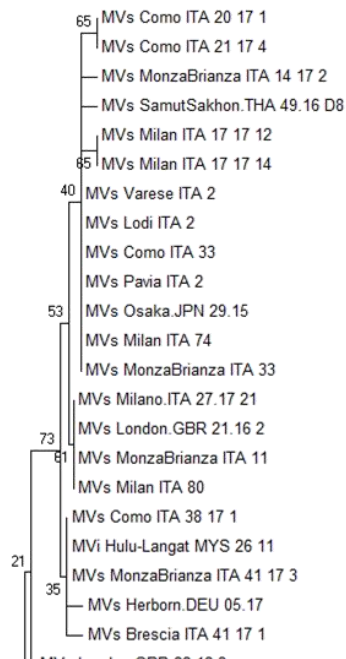 65
MVs Como ITA 20 17 1
MVs Como ITA 21 17 4
MVs MonzaBrianza ITA 14 17 2
MVs SamutSakhon.THA 49.16 D8
MVs Milan ITA 17 17 12
65
MVs Milan ITA 17 17 14
40
MVs Varese ITA 2
MVs Lodi ITA 2
MVs Como ITA 33
MVs Pavia ITA 2
53
MVs Osaka.JPN 29.15
MVs Milan ITA 74
MVs MonzaBrianza ITA 33
MVs Milano.ITA 27.17 21
MVs London.GBR 21.16 2
73
61
MVs MonzaBrianza ITA 11
MVs Milan ITA 80
MVs Como ITA 38 17 1
MVi Hulu-Langat MYS 26 11
21
MVs MonzaBrianza ITA 41 17 3
35
MVs Herborn.DEU 05.17
MVs Brescia ITA 41 17 1